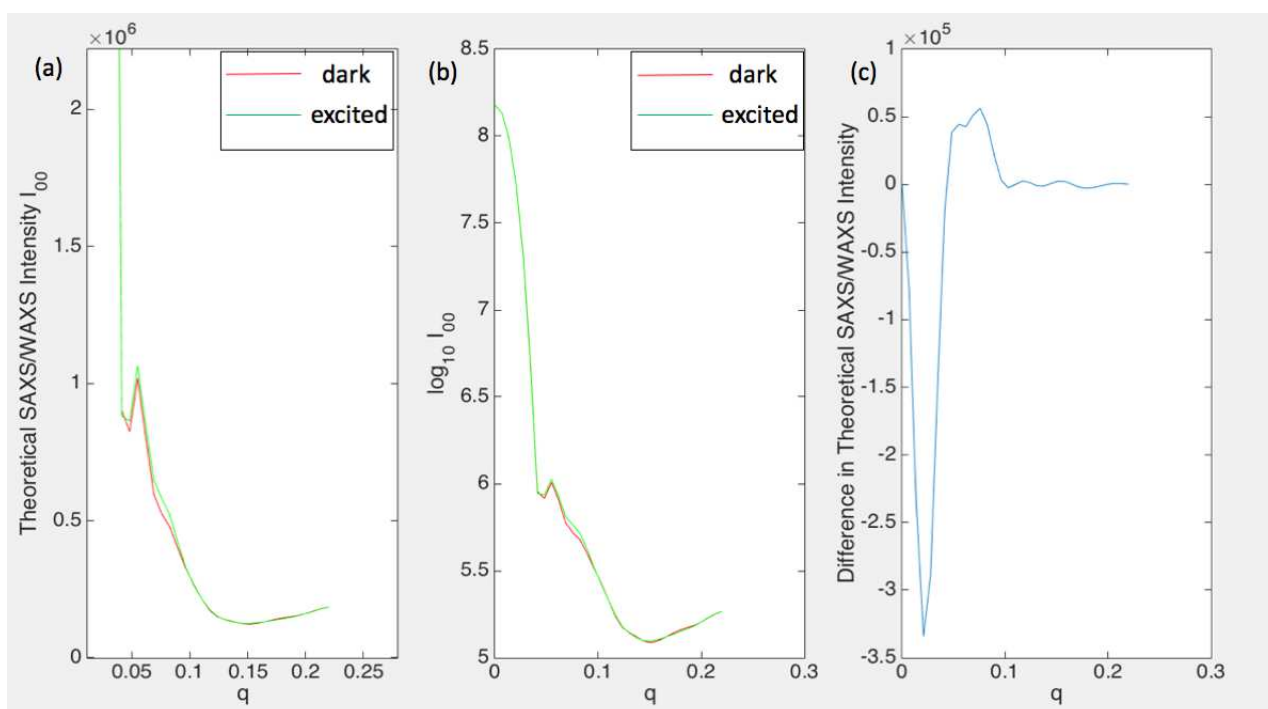 (a)
×10^6
Theoretical SAXS/WAXS Intensity I_00
2
1.5
1
0.5
0
0.05 0.1 0.15 0.2 0.25
q
dark
excited
(b)
log_10 I_00
8.5
8
7.5
7
6.5
6
5.5
5
0 0.1 0.2 0.3
q
dark
excited
(c)
×10^5
Difference in Theoretical SAXS/WAXS Intensity
1
0.5
0
-0.5
-1
-1.5
-2
-2.5
-3
-3.5
0 0.1 0.2 0.3
q